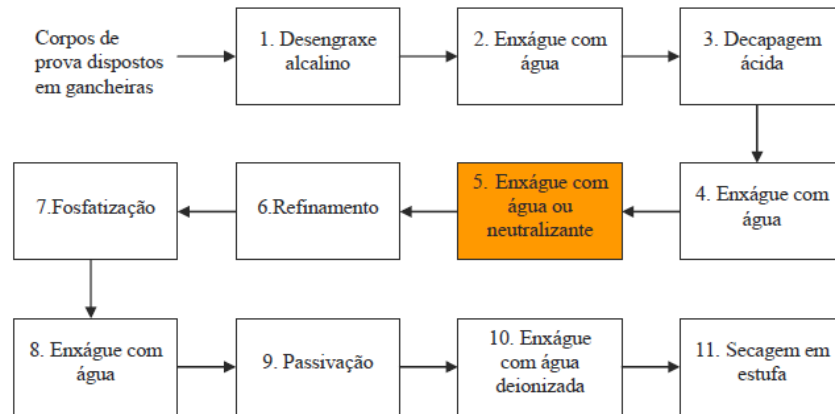 Corpos de
prova dispostos
em gancheiras
1. Desengraxe
alcalino
2. Enxágue com
água
3. Decapagem
ácida
4. Enxágue com
água
5. Enxágue com
água ou
neutralizante
6.Refinamento
7.Fosfatização
8. Enxágue com
água
9. Passivação
10. Enxágue
com água
deionizada
11. Secagem em
estufa